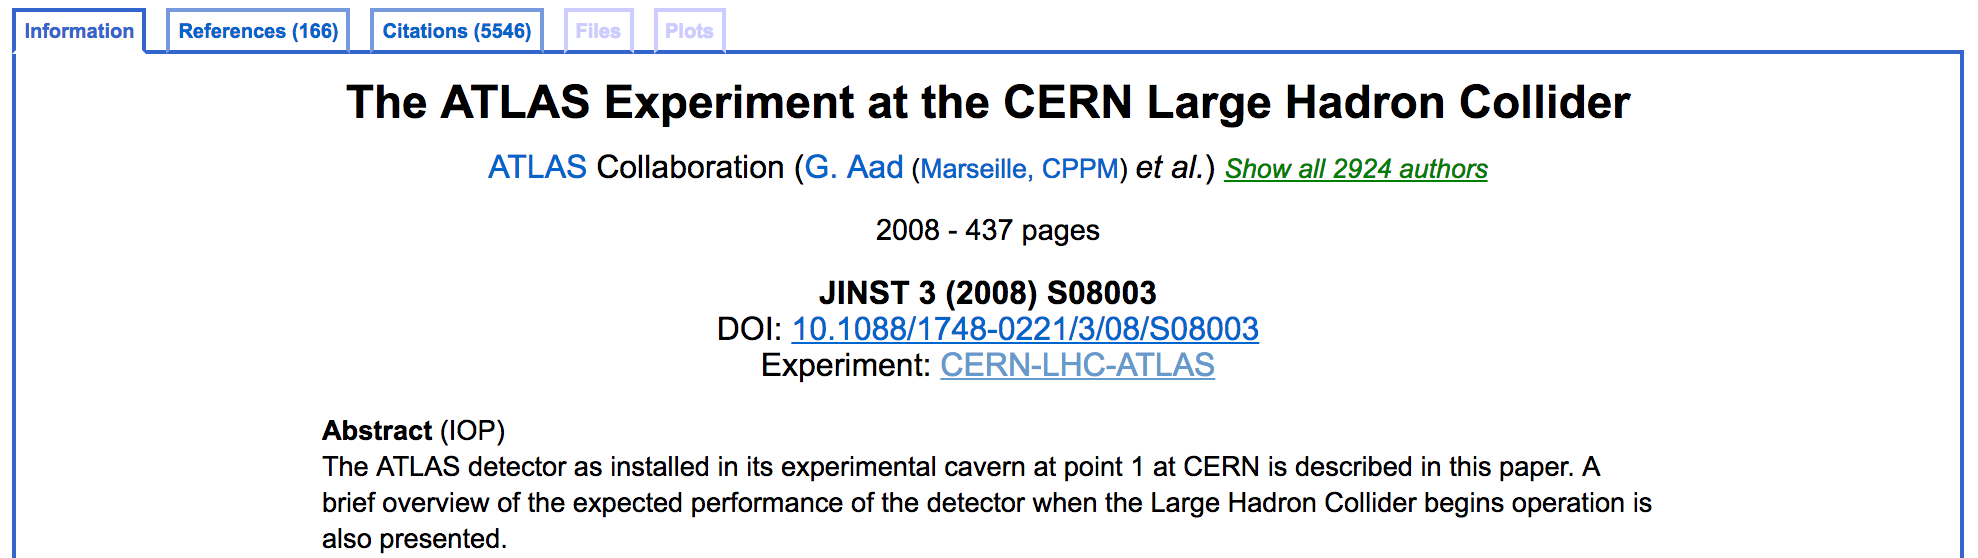 Information References (166) Citations (5546) Files Plots
The ATLAS Experiment at the CERN Large Hadron Collider
ATLAS Collaboration (G. Aad (Marseille, CPPM) et al.) Show all 2924 authors
2008 - 437 pages
JINST 3 (2008) S08003
DOI: 10.1088/1748-0221/3/08/S08003
Experiment: CERN-LHC-ATLAS
Abstract (IOP)
The ATLAS detector as installed in its experimental cavern at point 1 at CERN is described in this paper. A
brief overview of the expected performance of the detector when the Large Hadron Collider begins operation is
also presented.